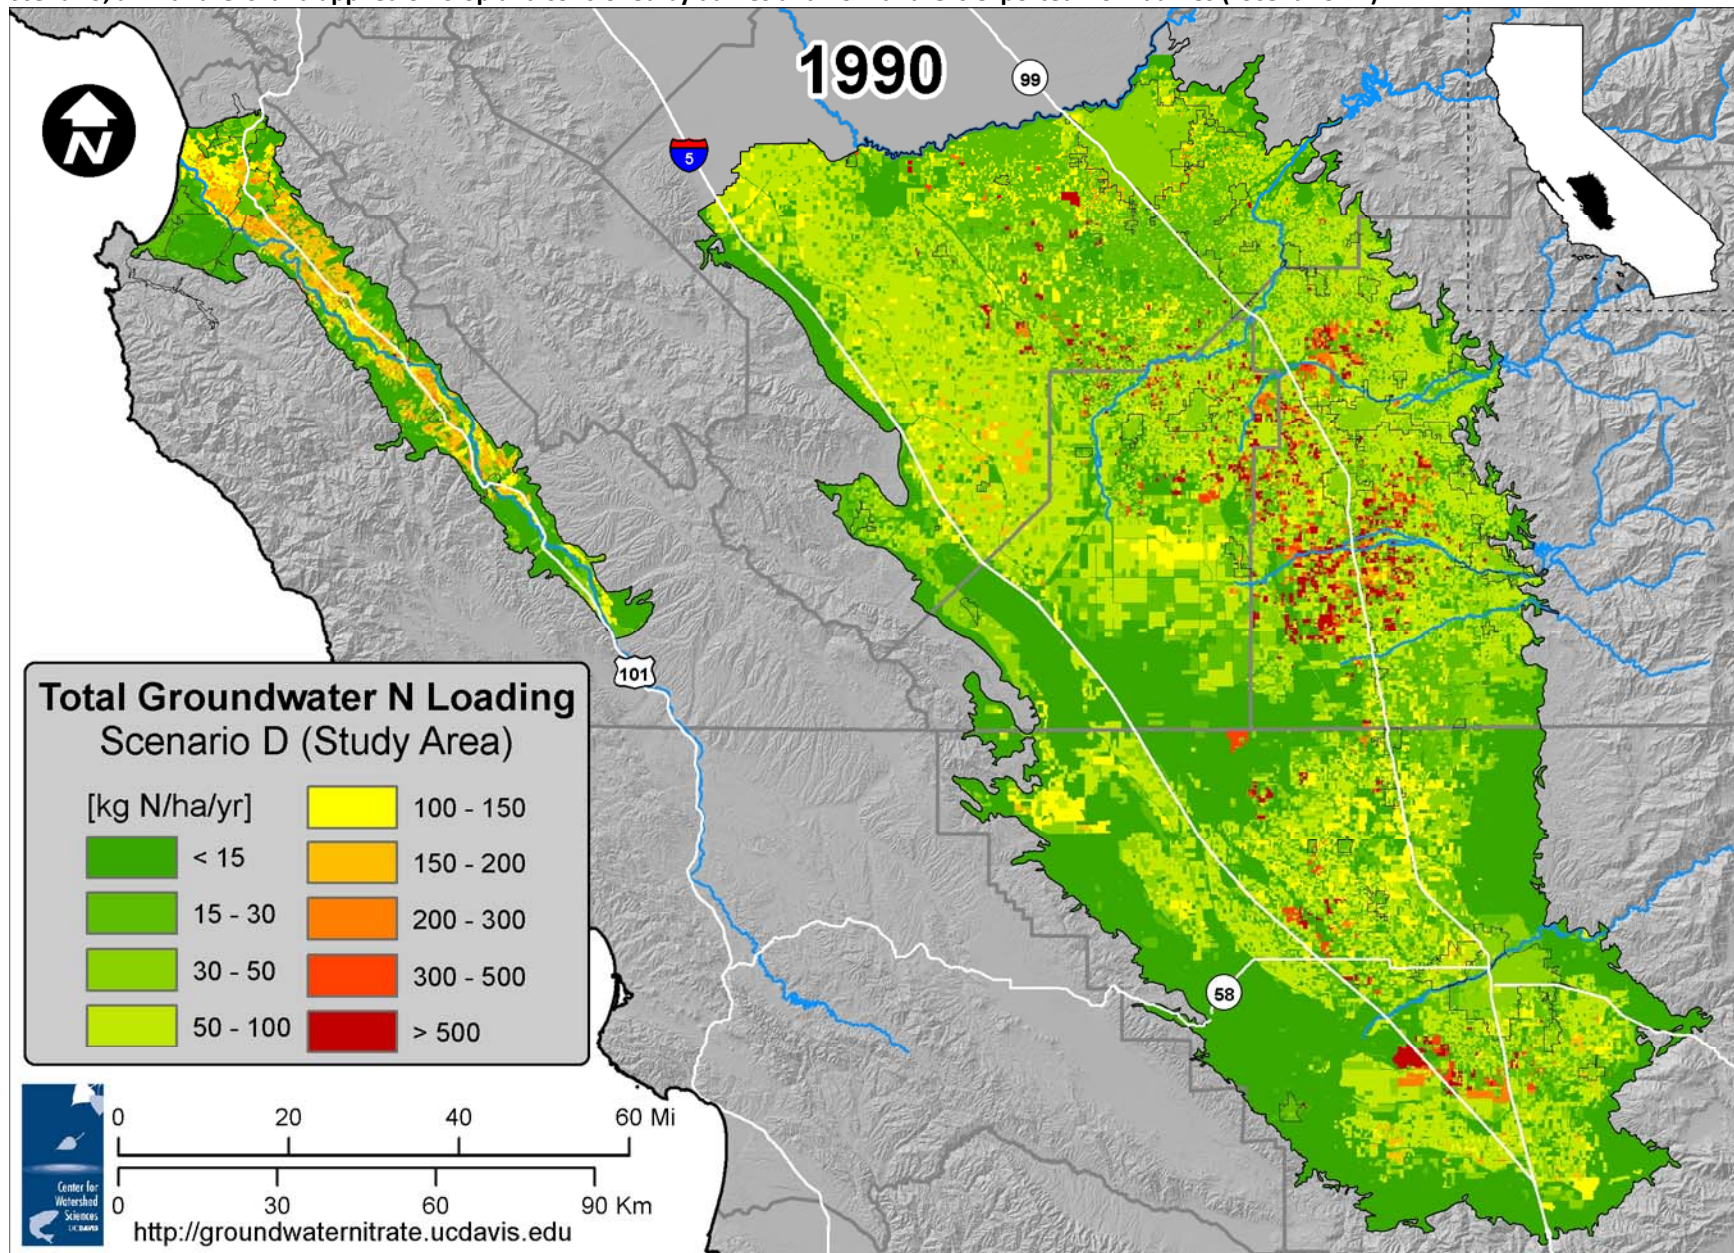 1990
99
5
N
101
58
Total Groundwater N Loading
Scenario D (Study Area)
[kg N/ha/yr]
< 15
15 - 30
30 - 50
50 - 100
100 - 150
150 - 200
200 - 300
300 - 500
> 500
0 20 40 60 Mi
0 30 60 90 Km
Center for
Watershed
Sciences
UC DAVIS
http://groundwaternitrate.ucdavis.edu